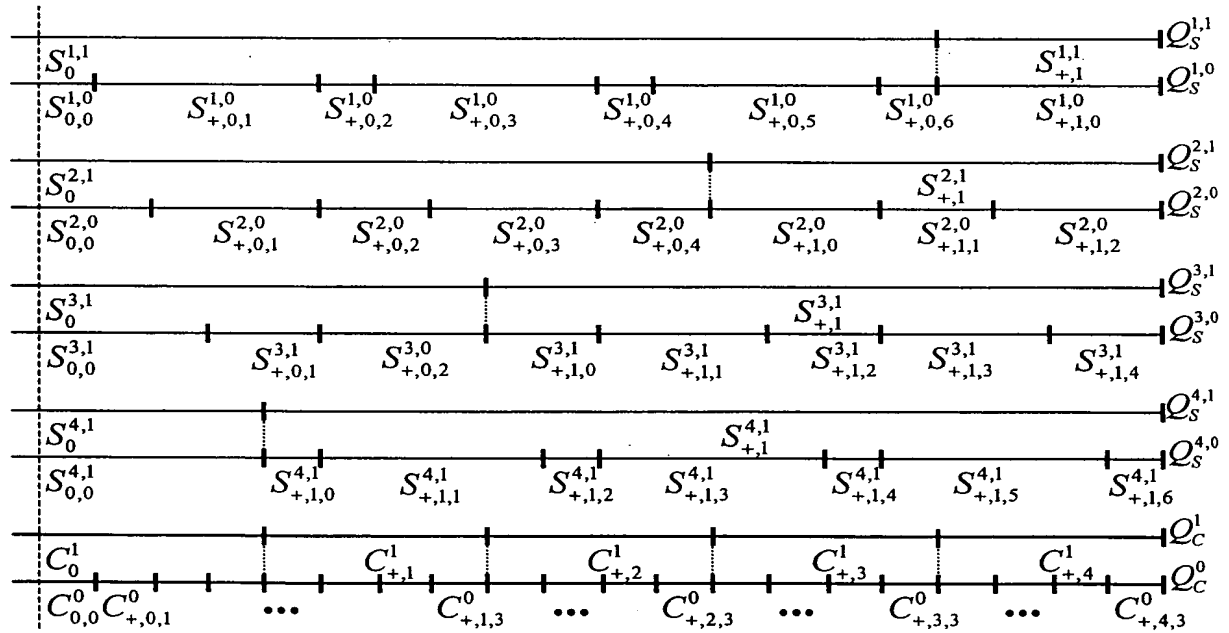 $Q_S^{1,1}$
$S_0^{1,1}$ $S_{+,1}^{1,1}$
$Q_S^{1,0}$
$S_{0,0}^{1,0}$ $S_{+,0,1}^{1,0}$ $S_{+,0,2}^{1,0}$ $S_{+,0,3}^{1,0}$ $S_{+,0,4}^{1,0}$ $S_{+,0,5}^{1,0}$ $S_{+,0,6}^{1,0}$ $S_{+,1,0}^{1,0}$
$Q_S^{2,1}$
$S_0^{2,1}$ $S_{+,1}^{2,1}$
$Q_S^{2,0}$
$S_{0,0}^{2,0}$ $S_{+,0,1}^{2,0}$ $S_{+,0,2}^{2,0}$ $S_{+,0,3}^{2,0}$ $S_{+,0,4}^{2,0}$ $S_{+,1,0}^{2,0}$ $S_{+,1,1}^{2,0}$ $S_{+,1,2}^{2,0}$
$Q_S^{3,1}$
$S_0^{3,1}$ $S_{+,1}^{3,1}$
$Q_S^{3,0}$
$S_{0,0}^{3,1}$ $S_{+,0,1}^{3,1}$ $S_{+,0,2}^{3,0}$ $S_{+,1,0}^{3,1}$ $S_{+,1,1}^{3,1}$ $S_{+,1,2}^{3,1}$ $S_{+,1,3}^{3,1}$ $S_{+,1,4}^{3,1}$
$Q_S^{4,1}$
$S_0^{4,1}$ $S_{+,1}^{4,1}$
$Q_S^{4,0}$
$S_{0,0}^{4,1}$ $S_{+,1,0}^{4,1}$ $S_{+,1,1}^{4,1}$ $S_{+,1,2}^{4,1}$ $S_{+,1,3}^{4,1}$ $S_{+,1,4}^{4,1}$ $S_{+,1,5}^{4,1}$ $S_{+,1,6}^{4,1}$
$Q_C^1$
$C_0^1$ $C_{+,1}^1$ $C_{+,2}^1$ $C_{+,3}^1$ $C_{+,4}^1$
$Q_C^0$
$C_{0,0}^0$ $C_{+,0,1}^0$ ... $C_{+,1,3}^0$ ... $C_{+,2,3}^0$ ... $C_{+,3,3}^0$ ... $C_{+,4,3}^0$